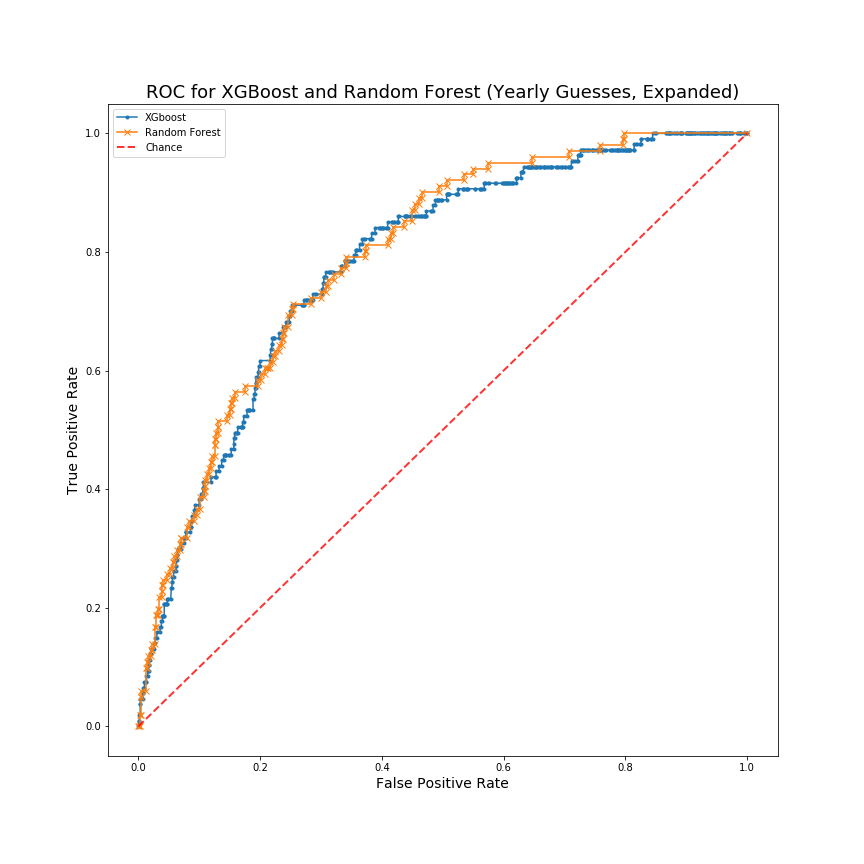 ROC for XGBoost and Random Forest (Yearly Guesses, Expanded)
XGboost
Random Forest
Chance
1.0
0.8
0.6
0.4
0.2
0.0
True Positive Rate
0.0 0.2 0.4 0.6 0.8 1.0
False Positive Rate